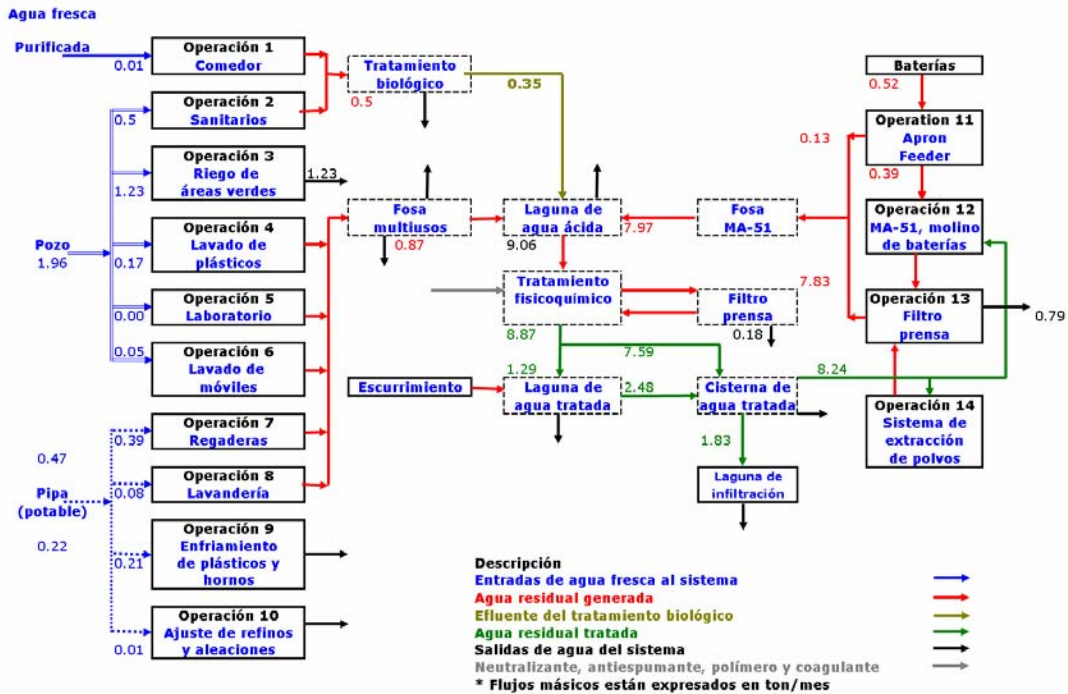 Agua fresca
Purificada
0.01
Operación 1
Comedor
Operación 2
Sanitarios
0.5
Operación 3
Riego de
áreas verdes
1.23
1.23
Pozo
1.96
Operación 4
Lavado de
plásticos
0.17
Operación 5
Laboratorio
0.00
0.05
Operación 6
Lavado de
móviles
Operación 7
Regaderas
0.39
0.47
Operación 8
Lavandería
0.08
Pipa
(potable)
0.22
Operación 9
Enfriamiento
de plásticos y
hornos
0.21
Operación 10
Ajuste de refinos
y aleaciones
0.01
Tratamiento
biológico
0.5
0.35
Fosa
multiusos
0.87
Laguna de
agua ácida
9.06
7.97
Fosa
MA-51
Tratamiento
fisicoquímico
8.87
7.59
Filtro
prensa
0.18
Escurrimiento
1.29
Laguna de
agua tratada
2.48
Cisterna de
agua tratada
8.24
1.83
Laguna de
infiltración
Baterías
0.52
Operation 11
Apron
Feeder
0.13
0.39
Operación 12
MA-51, molino
de baterías
7.83
Operación 13
Filtro
prensa
0.79
Operación 14
Sistema de
extracción
de polvos
Descripción
Entradas de agua fresca al sistema
Agua residual generada
Efluente del tratamiento biológico
Agua residual tratada
Salidas de agua del sistema
Neutralizante, antiespumante, polímero y coagulante
* Flujos másicos están expresados en ton/mes